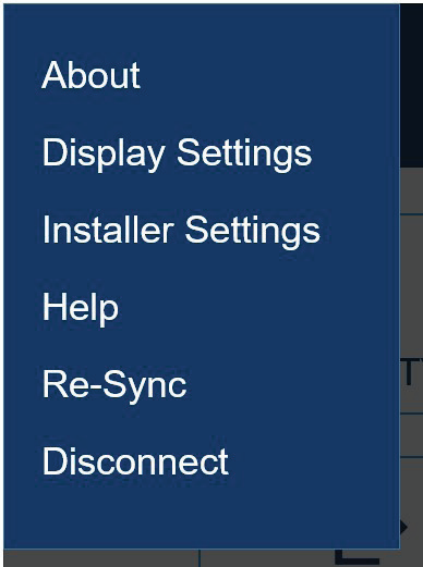 About
Display Settings
Installer Settings
Help
Re-Sync
Disconnect